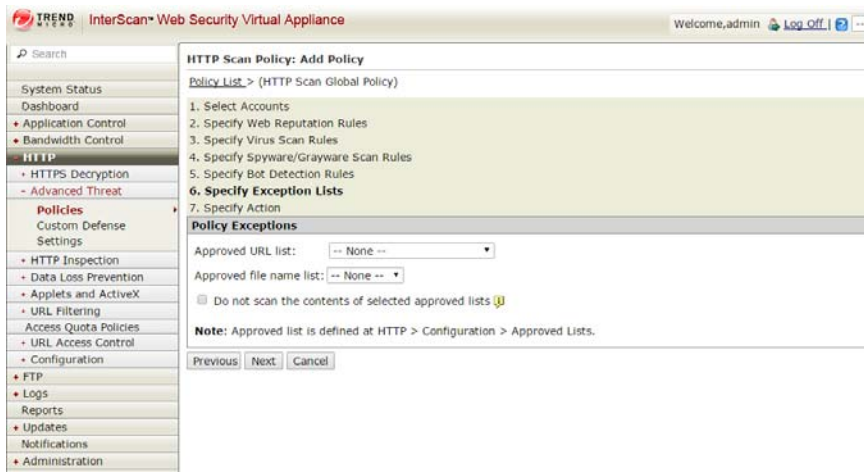 TREND MICRO InterScan™ Web Security Virtual Appliance
Welcome,admin Log Off | ? --
Search
System Status
Dashboard
+ Application Control
+ Bandwidth Control
- HTTP
+ HTTPS Decryption
- Advanced Threat
Policies
Custom Defense
Settings
+ HTTP Inspection
+ Data Loss Prevention
+ Applets and ActiveX
+ URL Filtering
Access Quota Policies
+ URL Access Control
+ Configuration
+ FTP
+ Logs
Reports
+ Updates
Notifications
+ Administration
HTTP Scan Policy: Add Policy
Policy List > (HTTP Scan Global Policy)
1. Select Accounts
2. Specify Web Reputation Rules
3. Specify Virus Scan Rules
4. Specify Spyware/Grayware Scan Rules
5. Specify Bot Detection Rules
6. Specify Exception Lists
7. Specify Action
Policy Exceptions
Approved URL list: -- None --
Approved file name list: -- None --
Do not scan the contents of selected approved lists
Note: Approved list is defined at HTTP > Configuration > Approved Lists.
Previous Next Cancel